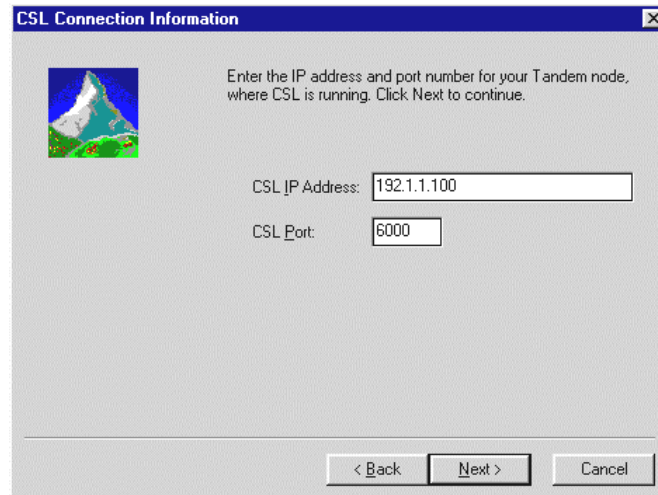 CSL Connection Information
Enter the IP address and port number for your Tandem node,
where CSL is running. Click Next to continue.
CSL IP Address: 192.1.1.100
CSL Port: 6000
< Back Next > Cancel